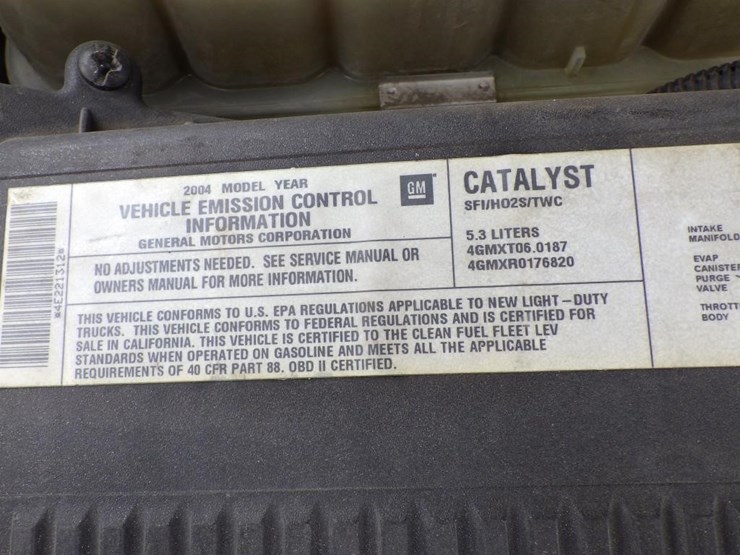 *4E221312*
2004 MODEL YEAR
VEHICLE EMISSION CONTROL
INFORMATION
GENERAL MOTORS CORPORATION
GM
NO ADJUSTMENTS NEEDED. SEE SERVICE MANUAL OR
OWNERS MANUAL FOR MORE INFORMATION.
CATALYST
SFI/HO2S/TWC
5.3 LITERS
4GMXT06.0187
4GMXR0176820
THIS VEHICLE CONFORMS TO U.S. EPA REGULATIONS APPLICABLE TO NEW LIGHT-DUTY
TRUCKS. THIS VEHICLE CONFORMS TO FEDERAL REGULATIONS AND IS CERTIFIED FOR
SALE IN CALIFORNIA. THIS VEHICLE IS CERTIFIED TO THE CLEAN FUEL FLEET LEV
STANDARDS WHEN OPERATED ON GASOLINE AND MEETS ALL THE APPLICABLE
REQUIREMENTS OF 40 CFR PART 88. OBD II CERTIFIED.
INTAKE
MANIFOLD
EVAP
CANISTE
PURGE
VALVE
THROTT
BODY